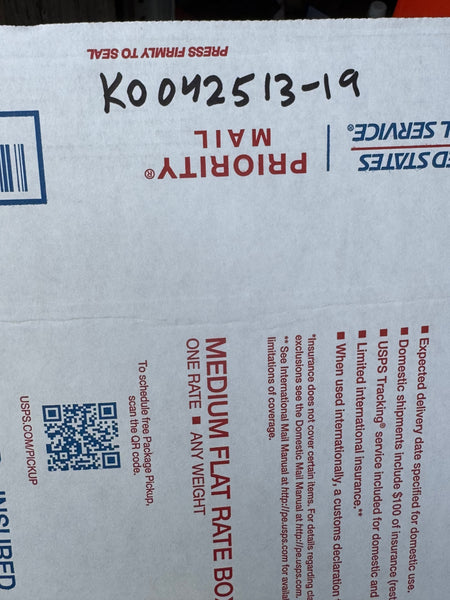 PRESS FIRMLY TO SEAL
K0042513-19
PRIORITY®
MAIL
STATES
SERVICE®
Expected delivery date specified for domestic use.
Domestic shipments include $100 of insurance
USPS Tracking® service included for domestic and
Limited international insurance.**
When used internationally, a customs declaration
*Insurance does not cover certain items. For details regarding
exclusions see the Domestic Mail Manual at http://pe.usps.com.
** See International Mail Manual at http://pe.usps.com for
limitations of coverage.
MEDIUM FLAT RATE
ONE RATE ■ ANY WEIGHT
To schedule free Package Pickup,
scan the QR code.
USPS.COM/PICKUP
INSURED